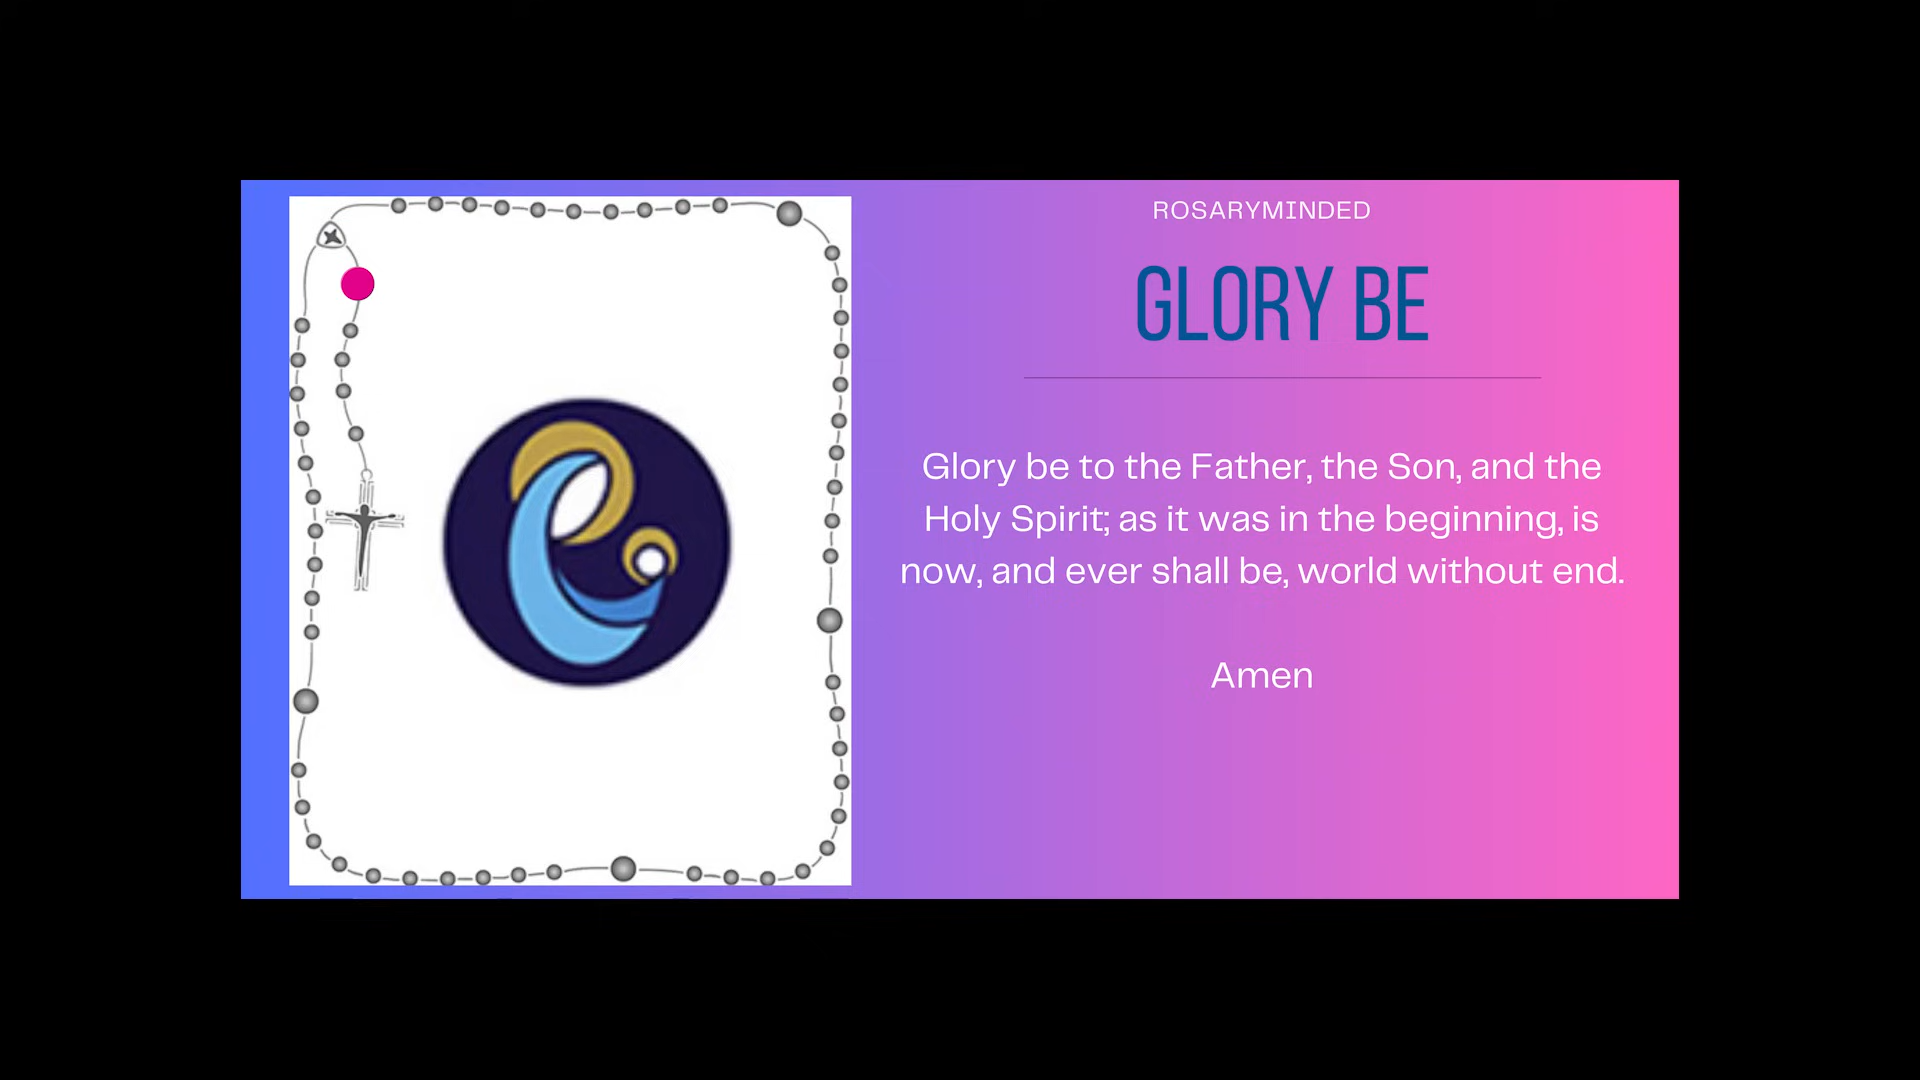 ROSARYMINDED
GLORY BE
Glory be to the Father, the Son, and the
Holy Spirit; as it was in the beginning, is
now, and ever shall be, world without end.
Amen